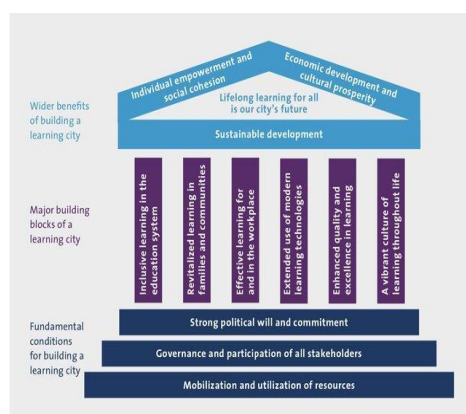 Individual empowerment and
social cohesion
Economic development and
cultural prosperity
Wider benefits
of building a
learning city
Lifelong learning for all
is our city's future
Sustainable development
Major building
blocks of a
learning city
Inclusive learning in the
education system
Revitalized learning in
families and communities
Effective learning for
and in the workplace
Extended use of modern
learning technologies
Enhanced quality and
excellence in learning
A vibrant culture of
learning throughout life
Fundamental
conditions
for building a
learning city
Strong political will and commitment
Governance and participation of all stakeholders
Mobilization and utilization of resources